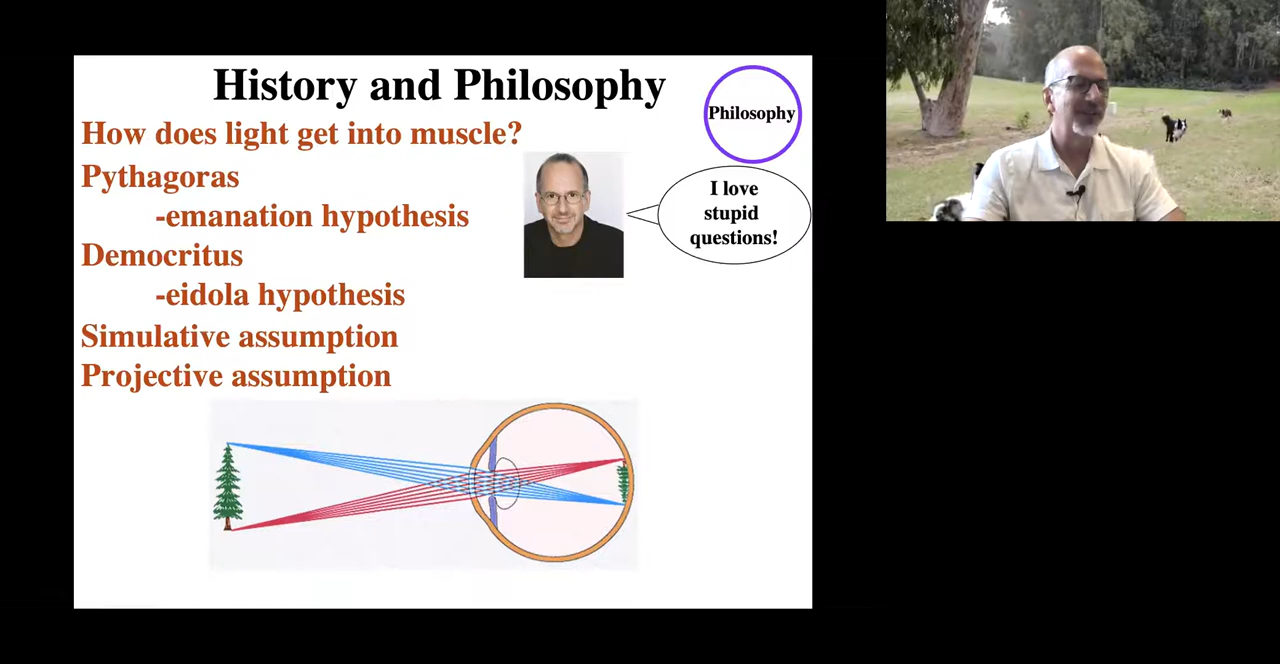 History and Philosophy
Philosophy
How does light get into muscle?
Pythagoras
-emanation hypothesis
I love
stupid
questions!
Democritus
-eidola hypothesis
Simulative assumption
Projective assumption